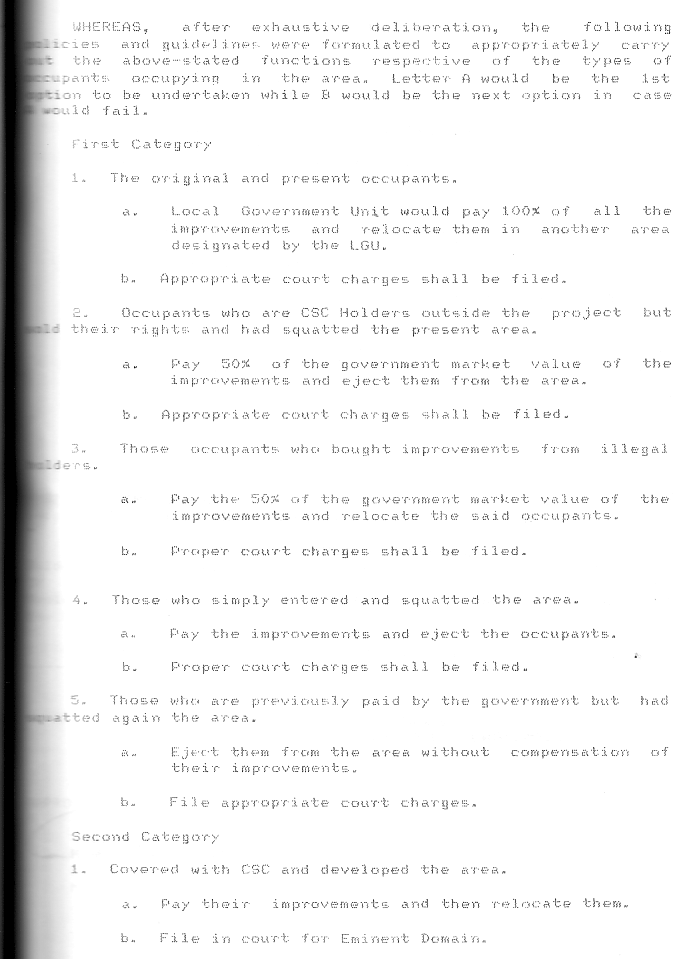 WHEREAS, after exhaustive deliberation, the following
policies and guidelines were formulated to appropriately carry
out the above-stated functions respective of the types of
occupants occupying in the area. Letter A would be the 1st
option to be undertaken while B would be the next option in case
would fail.
First Category
1. The original and present occupants.
a. Local Government Unit would pay 100% of all the
improvements and relocate them in another area
designated by the LGU.
b. Appropriate court charges shall be filed.
2. Occupants who are CSC Holders outside the project but
sold their rights and had squatted the present area.
a. Pay 50% of the government market value of the
improvements and eject them from the area.
b. Appropriate court charges shall be filed.
3. Those occupants who bought improvements from illegal
holders.
a. Pay the 50% of the government market value of the
improvements and relocate the said occupants.
b. Proper court charges shall be filed.
4. Those who simply entered and squatted the area.
a. Pay the improvements and eject the occupants.
b. Proper court charges shall be filed.
5. Those who are previously paid by the government but had
squatted again the area.
a. Eject them from the area without compensation of
their improvements.
b. File appropriate court charges.
Second Category
1. Covered with CSC and developed the area.
a. Pay their improvements and then relocate them.
b. File in court for Eminent Domain.